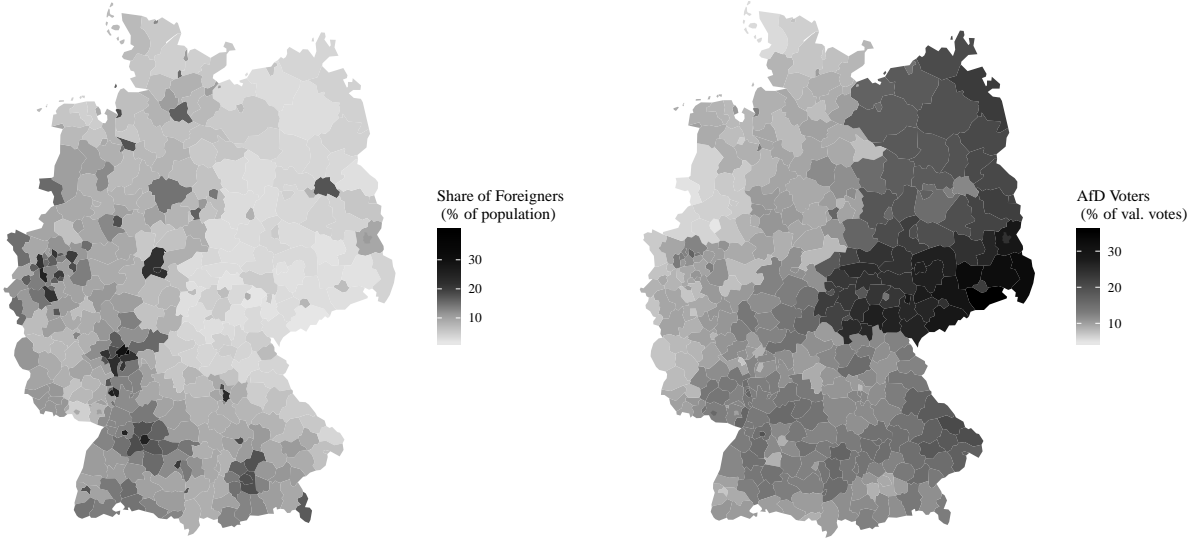 Share of Foreigners
(% of population)
30
20
10
AfD Voters
(% of val. votes)
30
20
10